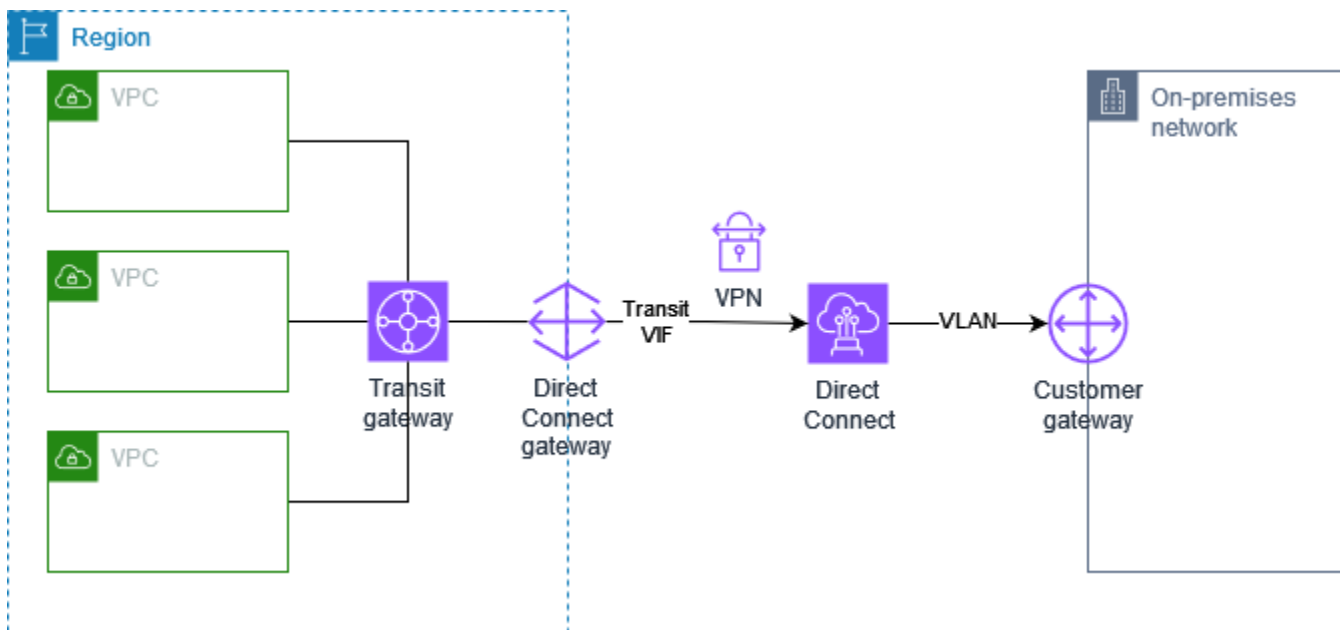 Region
VPC
On-premises
network
VPC
VPN
Transit
VIF
VLAN
Transit
gateway
Direct
Connect
gateway
Direct
Connect
Customer
gateway
VPC